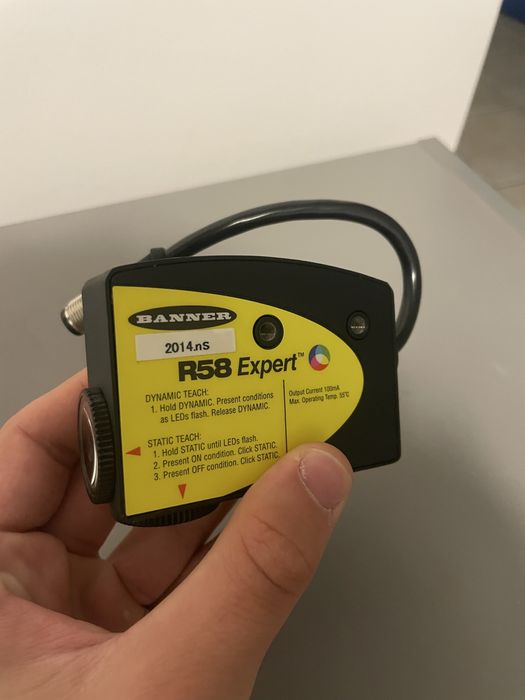 BANNER
2014.nS
R58 Expert™
DYNAMIC TEACH:
1. Hold DYNAMIC. Present conditions
as LEDs flash. Release DYNAMIC.
Output Current 100mA
Max. Operating Temp. 55°C
STATIC TEACH:
1. Hold STATIC until LEDs flash.
2. Present ON condition. Click STATIC.
3. Present OFF condition. Click STATIC.